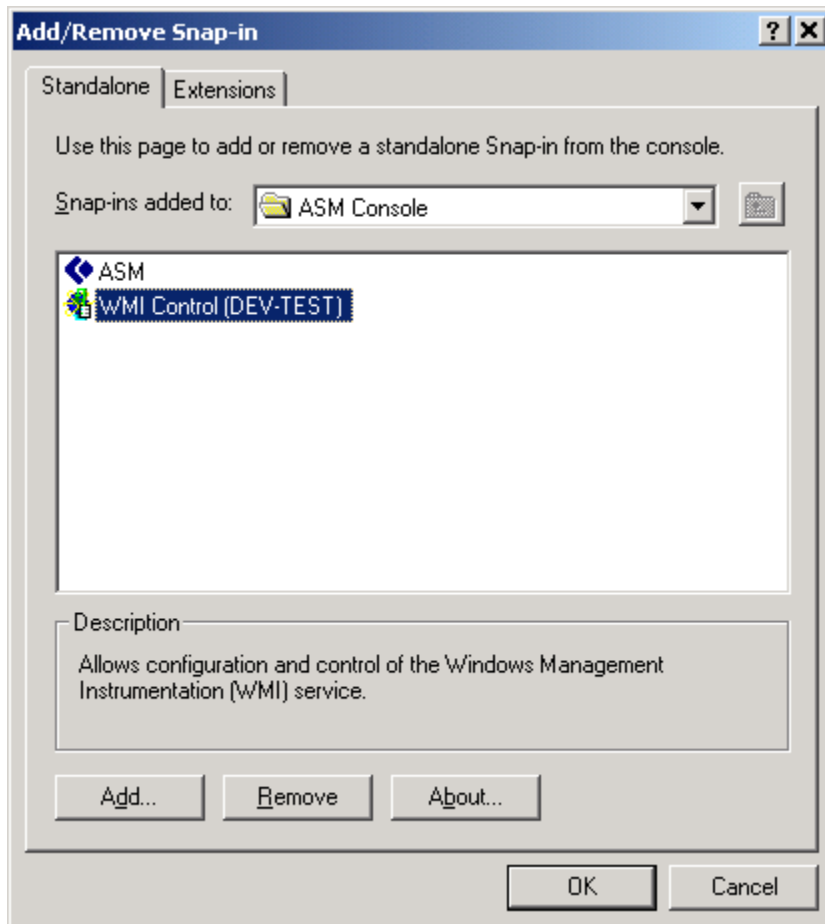 Add/Remove Snap-in
Standalone
Extensions
Use this page to add or remove a standalone Snap-in from the console.
Snap-ins added to:
ASM Console
ASM
WMI Control (DEV-TEST)
Description
Allows configuration and control of the Windows Management
Instrumentation (WMI) service.
Add...
Remove
About...
OK
Cancel